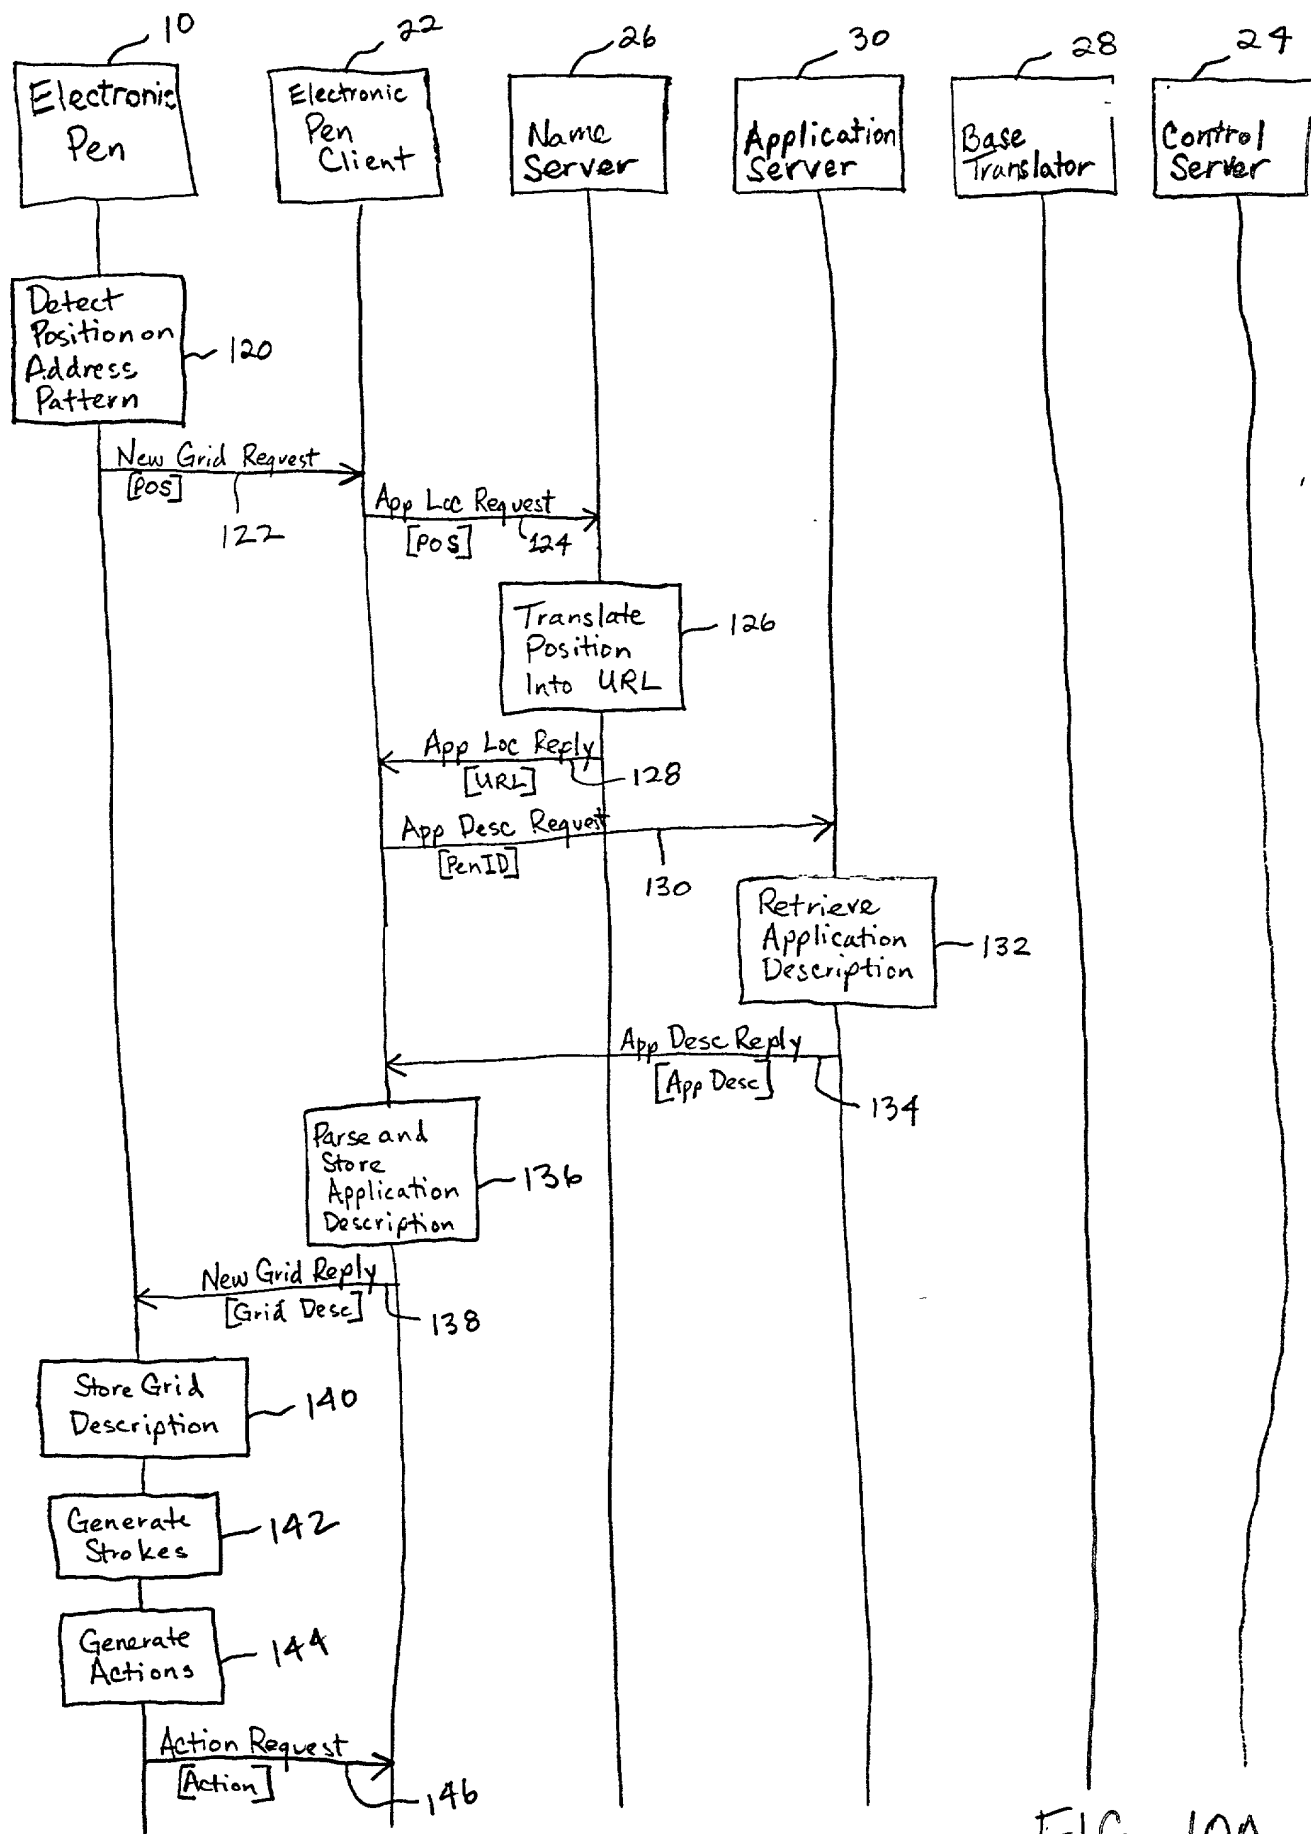 10
22
26
30
28
24
Electronic
Pen
Electronic
Pen
Client
Name
Server
Application
Server
Base
Translator
Control
Server
Detect
Position on
Address
Pattern
120
New Grid Request
[POS]
122
App Loc Request
[POS]
124
Translate
Position
Into URL
126
App Loc Reply
[URL]
128
App Desc Request
[PenID]
130
Retrieve
Application
Description
132
App Desc Reply
[App Desc]
134
Parse and
Store
Application
Description
136
New Grid Reply
[Grid Desc]
138
Store Grid
Description
140
Generate
Strokes
142
Generate
Actions
144
Action Request
[Action]
146
FIG. 10A